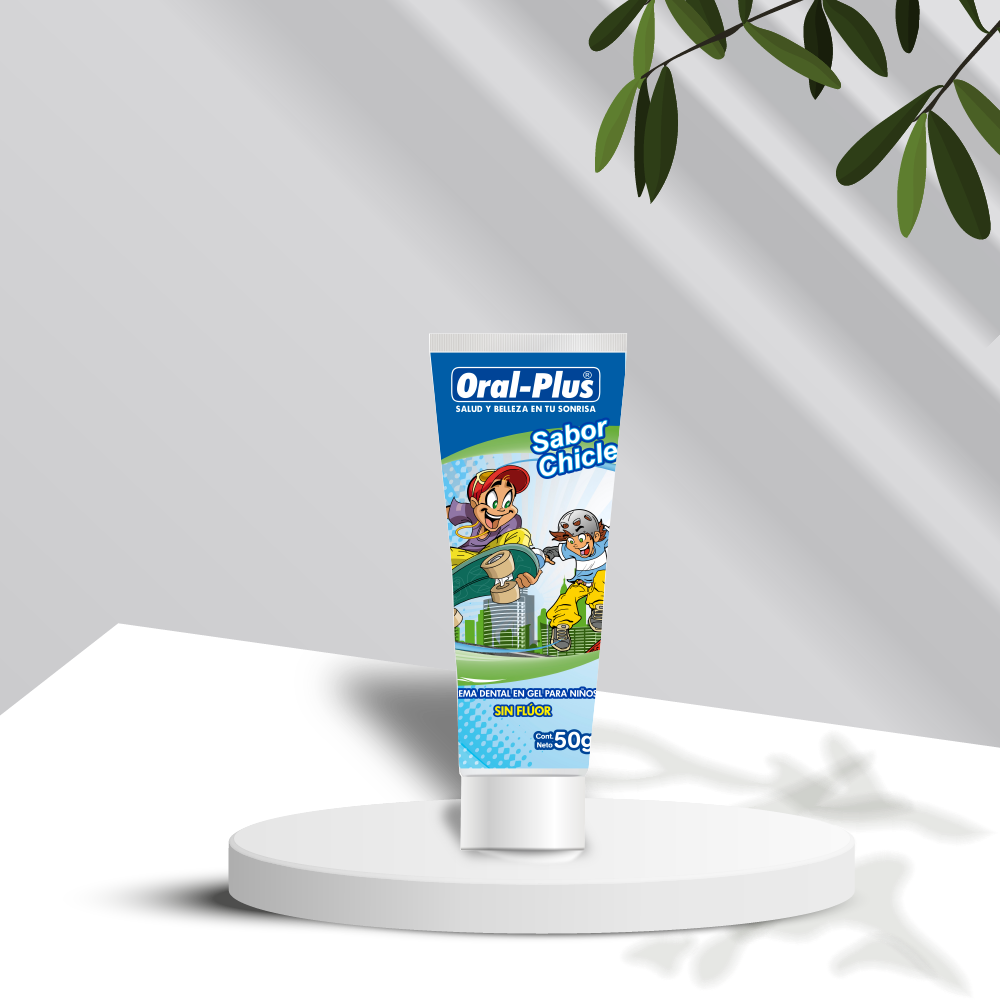 Oral-Plus®
SALUD Y BELLEZA EN TU SONRISA
Sabor
Chicle
EMA DENTAL EN GEL PARA NIÑOS
SIN FLÚOR
Cont.
Neto 50g